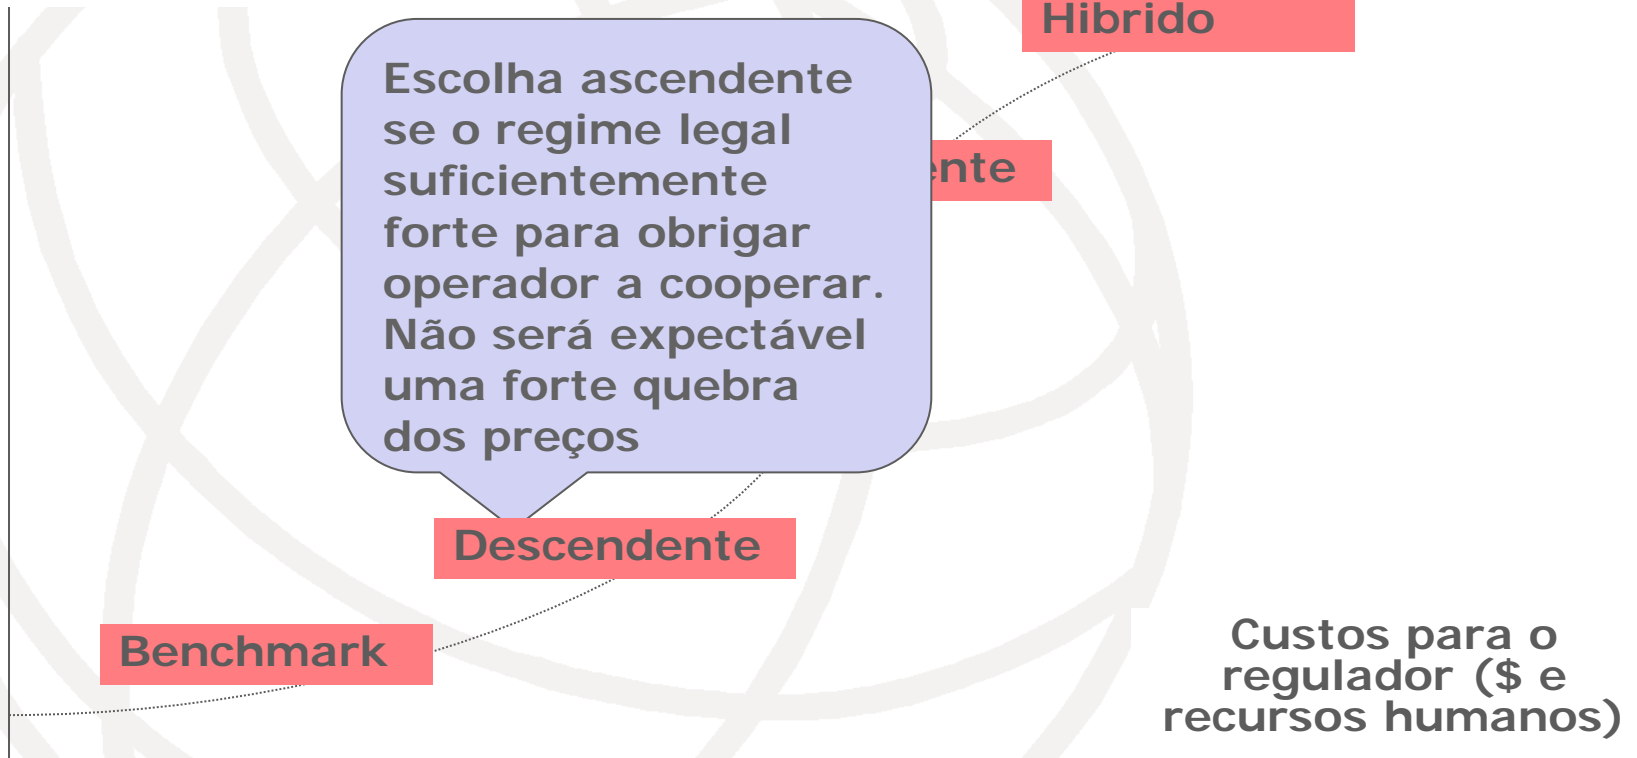 Hibrido
Escolha ascendente
se o regime legal
suficientemente
forte para obrigar
operador a cooperar.
Não será expectável
uma forte quebra
dos preços
Descendente
Benchmark
Custos para o
regulador ($ e
recursos humanos)